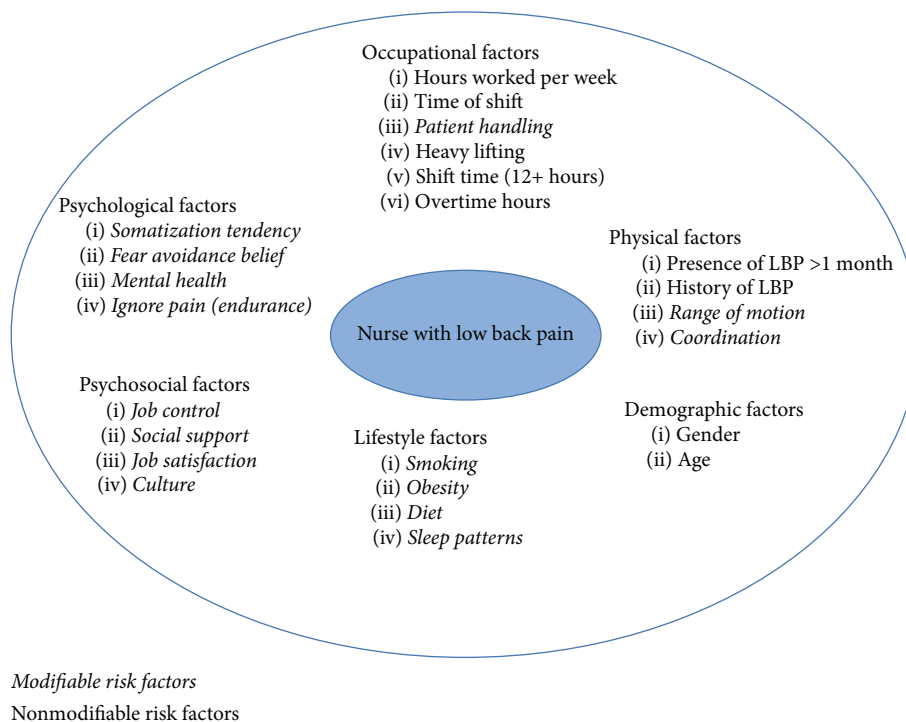 Occupational factors
(i) Hours worked per week
(ii) Time of shift
(iii) Patient handling
(iv) Heavy lifting
(v) Shift time (12+ hours)
(vi) Overtime hours
Psychological factors
(i) Somatization tendency
(ii) Fear avoidance belief
(iii) Mental health
(iv) Ignore pain (endurance)
Physical factors
(i) Presence of LBP >1 month
(ii) History of LBP
(iii) Range of motion
(iv) Coordination
Nurse with low back pain
Psychosocial factors
(i) Job control
(ii) Social support
(iii) Job satisfaction
(iv) Culture
Lifestyle factors
(i) Smoking
(ii) Obesity
(iii) Diet
(iv) Sleep patterns
Demographic factors
(i) Gender
(ii) Age
Modifiable risk factors
Nonmodifiable risk factors